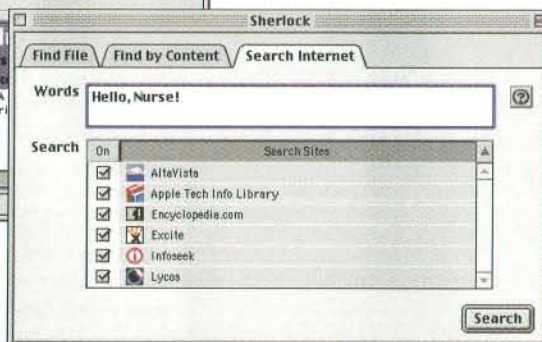 Sherlock
Find File
Find by Content
Search Internet
Words
Hello, Nurse!
Search
On
Search Sites
AltaVista
Apple Tech Info Library
Encyclopedia.com
Excite
Infoseek
Lycos
Search